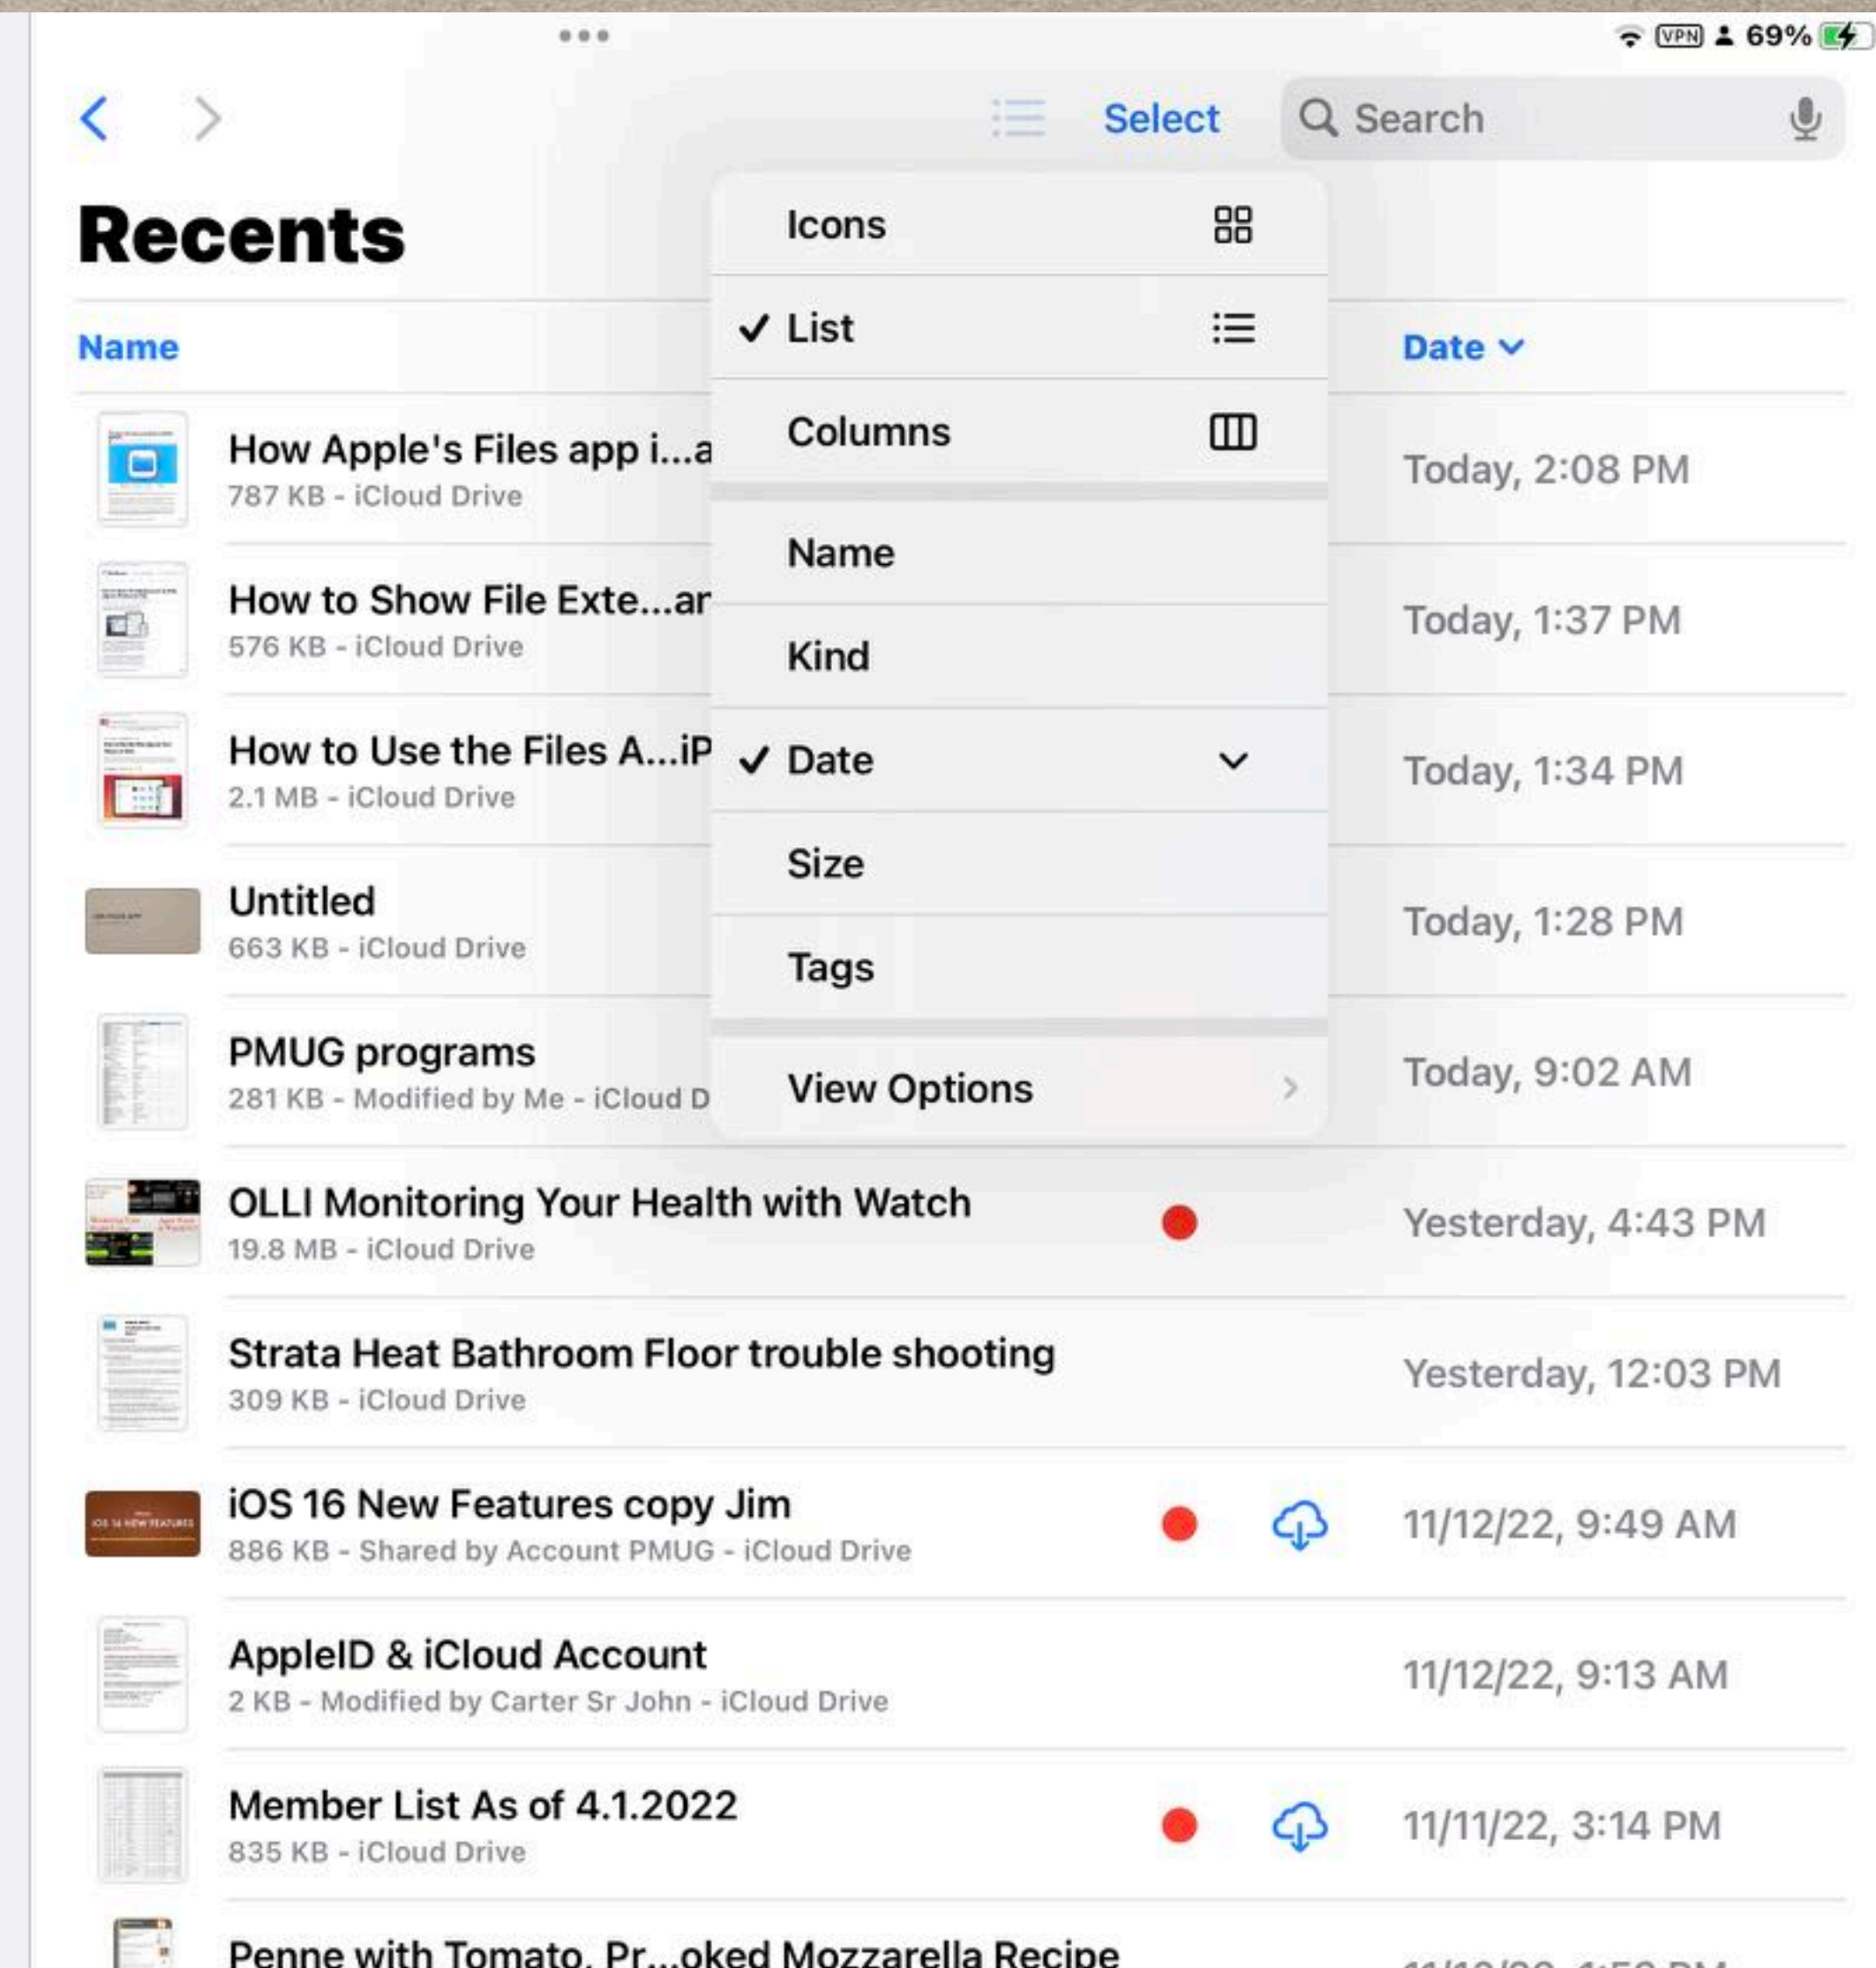 VPN 69%
Select Search
Recents
Name Date
Icons
List
Columns
Name
Kind
Date
Size
Tags
View Options
How Apple's Files app i...a
787 KB - iCloud Drive
Today, 2:08 PM
How to Show File Exte...ar
576 KB - iCloud Drive
Today, 1:37 PM
How to Use the Files A...iP
2.1 MB - iCloud Drive
Today, 1:34 PM
Untitled
663 KB - iCloud Drive
Today, 1:28 PM
PMUG programs
281 KB - Modified by Me - iCloud D
Today, 9:02 AM
OLLI Monitoring Your Health with Watch
19.8 MB - iCloud Drive
Yesterday, 4:43 PM
Strata Heat Bathroom Floor trouble shooting
309 KB - iCloud Drive
Yesterday, 12:03 PM
iOS 16 NEW FEATURES
iOS 16 New Features copy Jim
886 KB - Shared by Account PMUG - iCloud Drive
11/12/22, 9:49 AM
AppleID & iCloud Account
2 KB - Modified by Carter Sr John - iCloud Drive
11/12/22, 9:13 AM
Member List As of 4.1.2022
835 KB - iCloud Drive
11/11/22, 3:14 PM
Penne with Tomato, Pr...oked Mozzarella Recipe